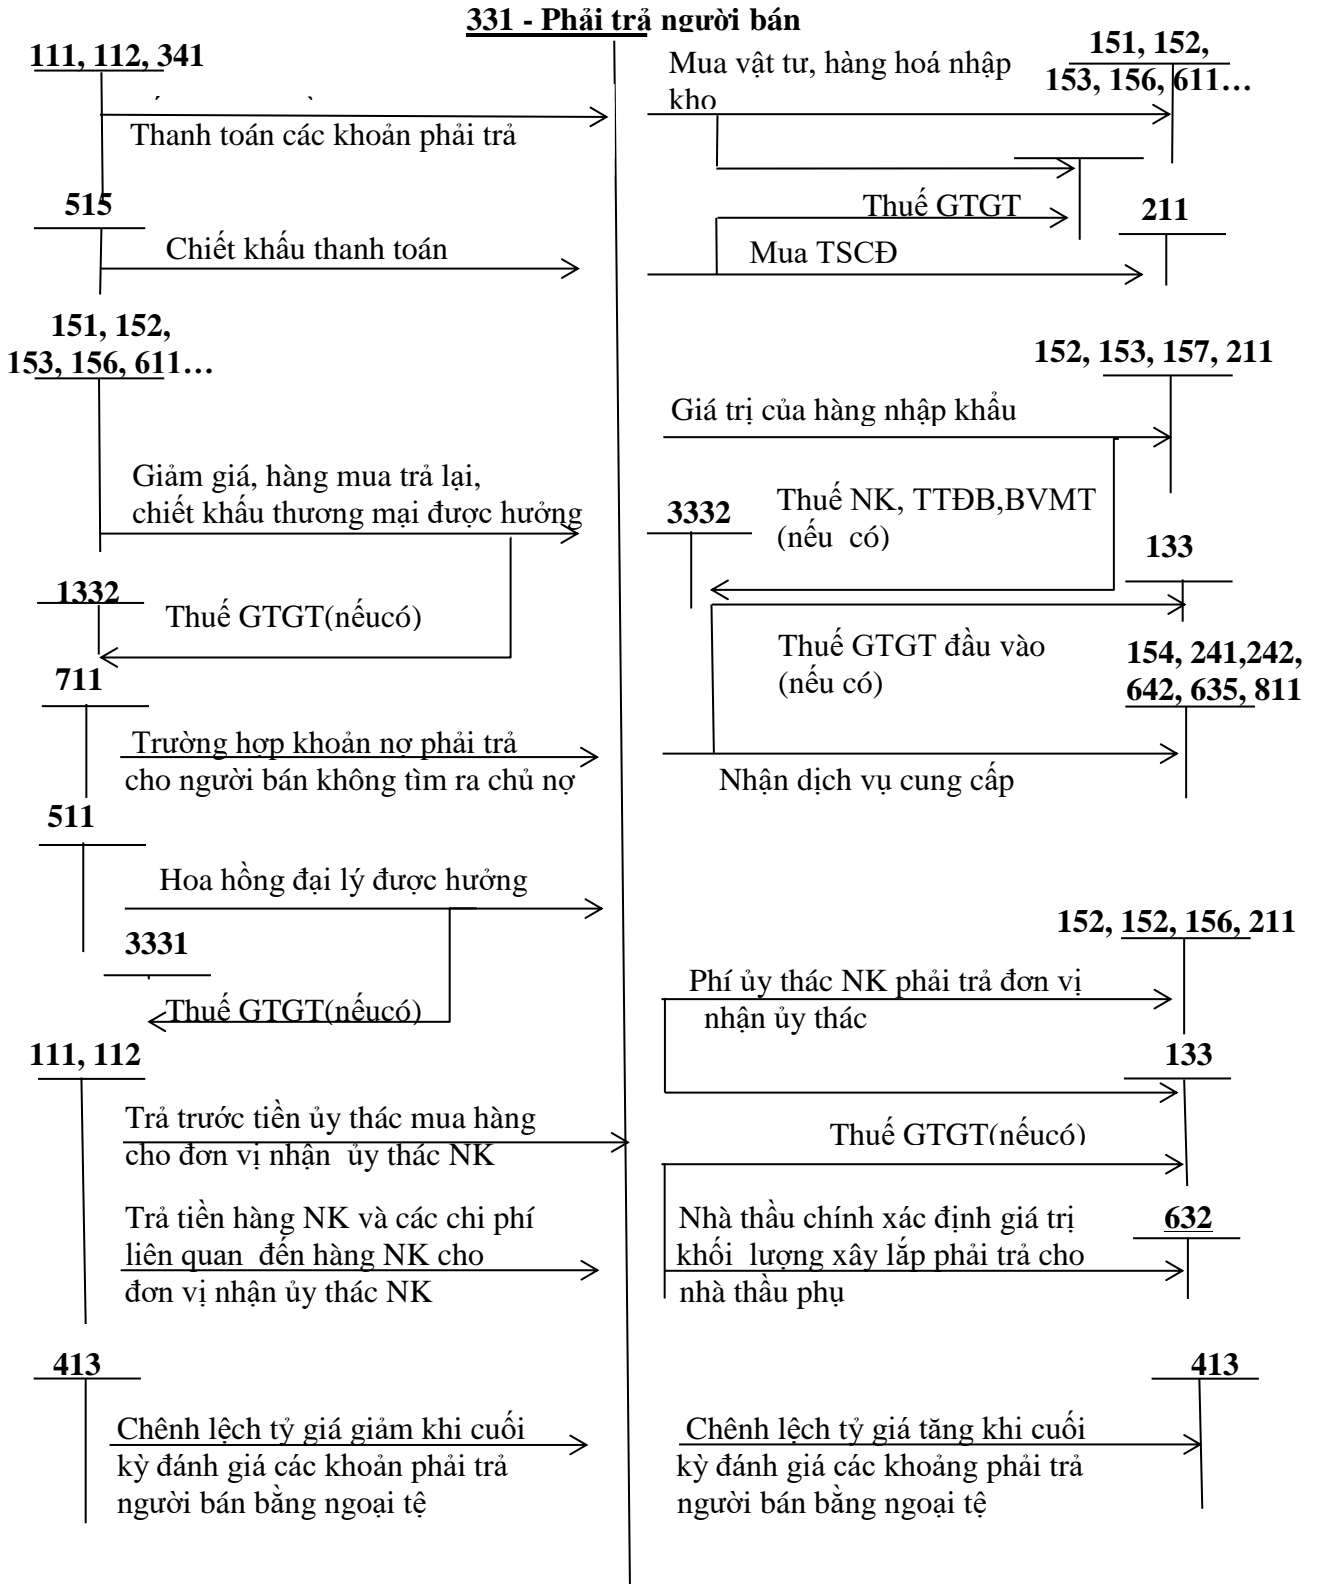 331 - Phải trả người bán
111, 112, 341
Thanh toán các khoản phải trả
515
Chiết khấu thanh toán
151, 152,
153, 156, 611…
Giảm giá, hàng mua trả lại,
chiết khấu thương mại được hưởng
1332
Thuế GTGT(nếucó)
711
Trường hợp khoản nợ phải trả
cho người bán không tìm ra chủ nợ
511
Hoa hồng đại lý được hưởng
3331
Thuế GTGT(nếucó)
111, 112
Trả trước tiền ủy thác mua hàng
cho đơn vị nhận ủy thác NK
Trả tiền hàng NK và các chi phí
liên quan đến hàng NK cho
đơn vị nhận ủy thác NK
413
Chênh lệch tỷ giá giảm khi cuối
kỳ đánh giá các khoản phải trả
người bán bằng ngoại tệ
Mua vật tư, hàng hoá nhập
kho
151, 152,
153, 156, 611…
Thuế GTGT
211
Mua TSCĐ
152, 153, 157, 211
Giá trị của hàng nhập khẩu
3332
Thuế NK, TTĐB,BVMT
(nếu có)
133
Thuế GTGT đầu vào
(nếu có)
154, 241,242,
642, 635, 811
Nhận dịch vụ cung cấp
152, 152, 156, 211
Phí ủy thác NK phải trả đơn vị
nhận ủy thác
133
Thuế GTGT(nếucó)
Nhà thầu chính xác định giá trị
khối lượng xây lắp phải trả cho
nhà thầu phụ
632
413
Chênh lệch tỷ giá tăng khi cuối
kỳ đánh giá các khoảng phải trả
người bán bằng ngoại tệ